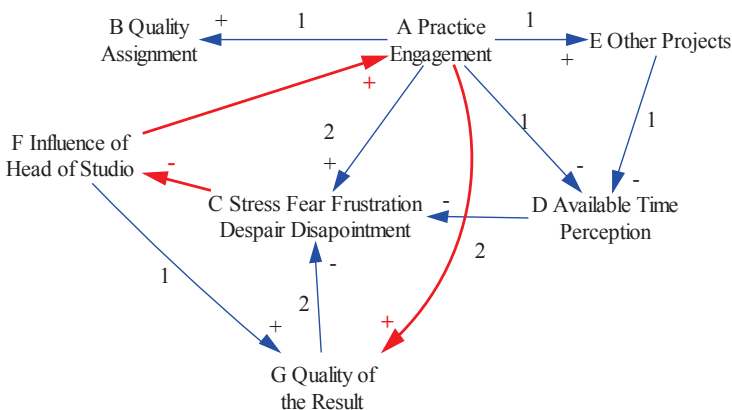 B Quality
Assignment
+
1
A Practice
Engagement
1
+
E Other Projects
+
2
+
1
-
1
-
F Influence of
Head of Studio
-
C Stress Fear Frustration
Despair Disapointment
-
D Available Time
Perception
1
+
-
2
2
+
G Quality of
the Result